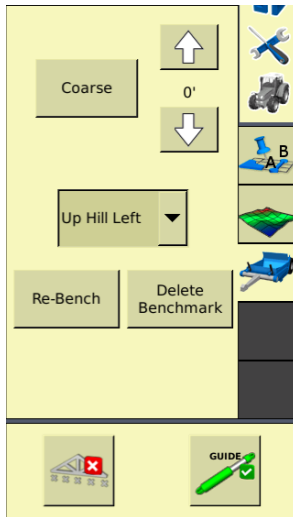 Coarse
0'
Up Hill Left
Re-Bench
Delete
Benchmark
A B
GUIDE